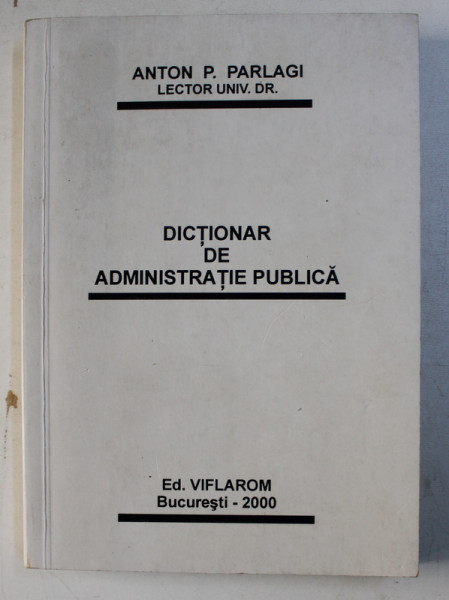 ANTON P. PARLAGI
LECTOR UNIV. DR.
DICȚIONAR
DE
ADMINISTRAȚIE PUBLICĂ
Ed. VIFLAROM
București - 2000